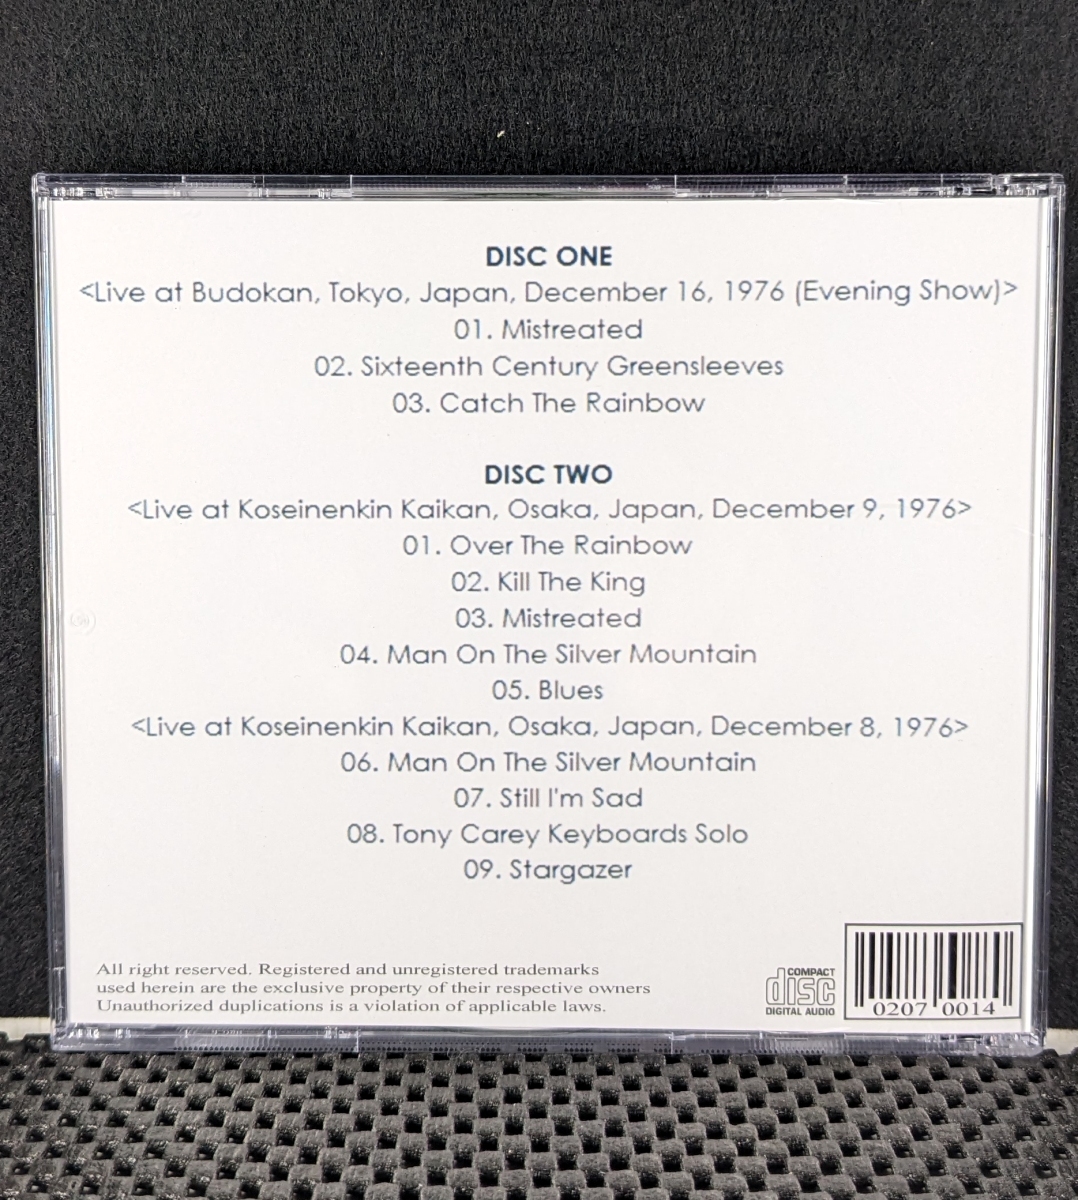 DISC ONE
<Live at Budokan, Tokyo, Japan, December 16, 1976 (Evening Show)>
01. Mistreated
02. Sixteenth Century Greensleeves
03. Catch The Rainbow
DISC TWO
<Live at Koseinenkin Kaikan, Osaka, Japan, December 9, 1976>
01. Over The Rainbow
02. Kill The King
03. Mistreated
04. Man On The Silver Mountain
05. Blues
<Live at Koseinenkin Kaikan, Osaka, Japan, December 8, 1976>
06. Man On The Silver Mountain
07. Still I'm Sad
08. Tony Carey Keyboards Solo
09. Stargazer
All right reserved. Registered and unregistered trademarks
used herein are the exclusive property of their respective owners
Unauthorized duplications is a violation of applicable laws.
COMPACT
disc
DIGITAL AUDIO
0207 0014